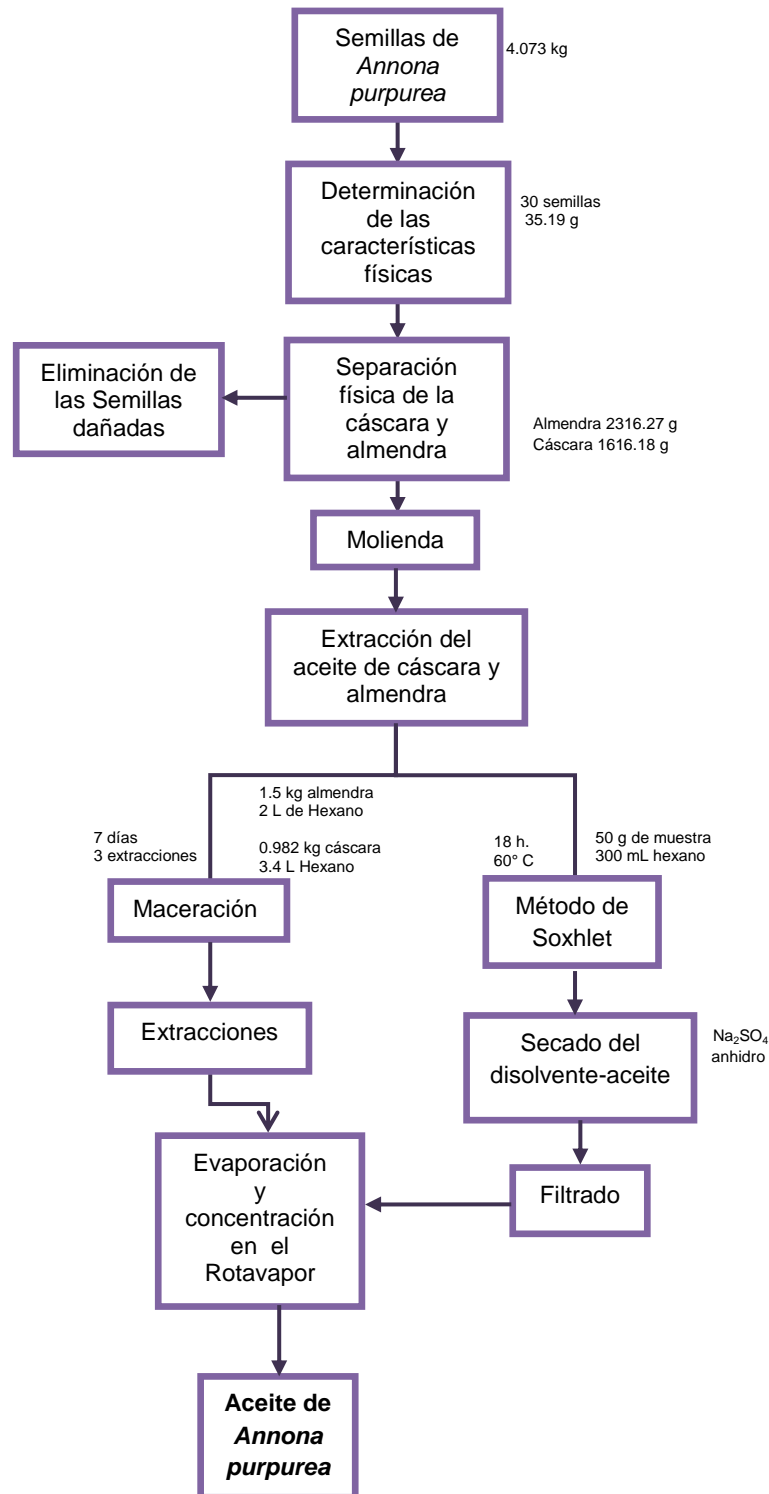 Semillas de
Annona
purpurea
4.073 kg
Determinación
de las
características
físicas
30 semillas
35.19 g
Eliminación de
las Semillas
dañadas
Separación
física de la
cáscara y
almendra
Almendra 2316.27 g
Cáscara 1616.18 g
Molienda
Extracción del
aceite de cáscara y
almendra
7 días
3 extracciones
1.5 kg almendra
2 L de Hexano
0.982 kg cáscara
3.4 L Hexano
18 h.
60° C
50 g de muestra
300 mL hexano
Maceración
Método de
Soxhlet
Extracciones
Secado del
disolvente-aceite
Na₂SO₄
anhidro
Evaporación
y
concentración
en el
Rotavapor
Filtrado
Aceite de
Annona
purpurea